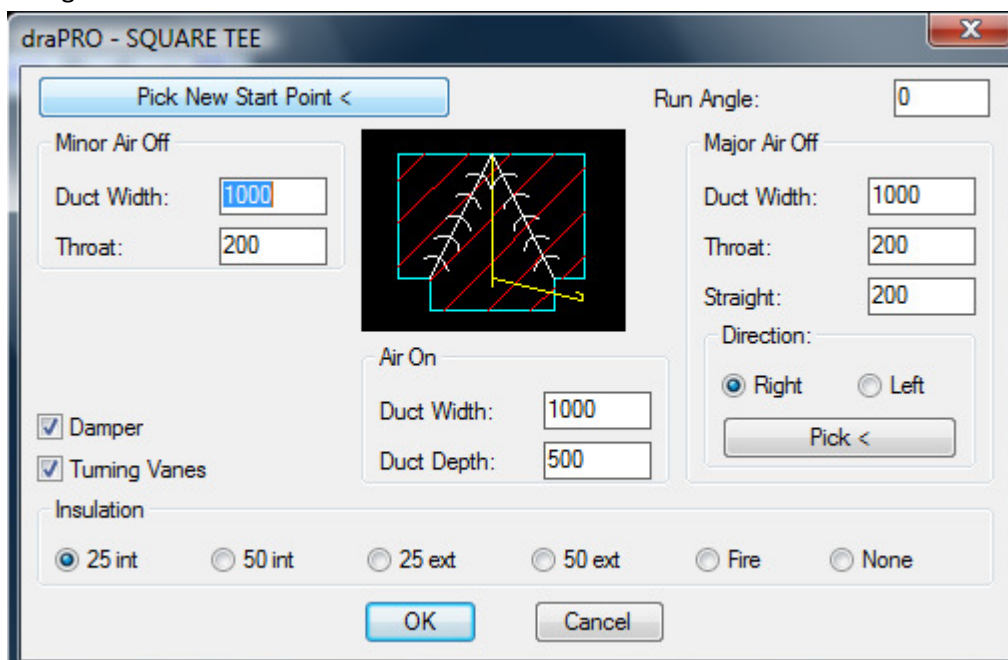 draPRO - SQUARE TEE
Pick New Start Point <
Run Angle: 0
Minor Air Off
Duct Width: 1000
Throat: 200
Major Air Off
Duct Width: 1000
Throat: 200
Straight: 200
Direction:
Right Left
Pick <
Air On
Duct Width: 1000
Duct Depth: 500
Damper
Turning Vanes
Insulation
25 int 50 int 25 ext 50 ext Fire None
OK Cancel